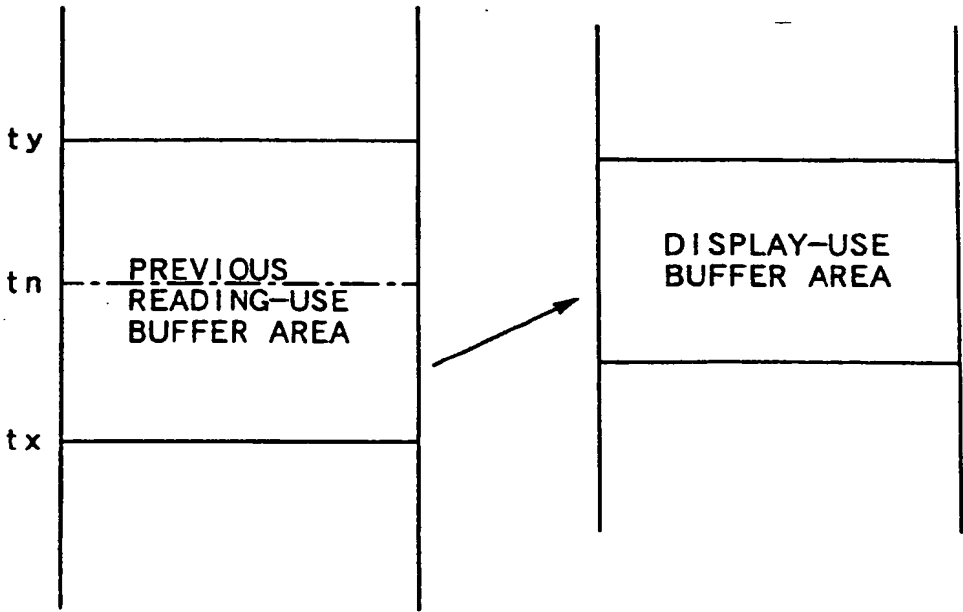 ty
tn
tx
PREVIOUS
READING-USE
BUFFER AREA
DISPLAY-USE
BUFFER AREA